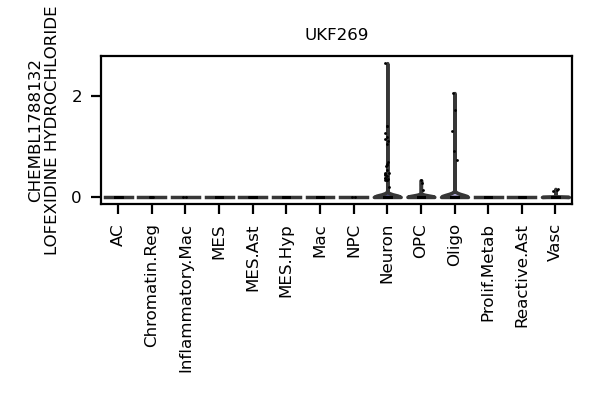 UKF269
CHEMBL1788132
LOFEXIDINE HYDROCHLORIDE
2
0
AC
Chromatin.Reg
Inflammatory.Mac
MES
MES.Ast
MES.Hyp
Mac
NPC
Neuron
OPC
Oligo
Prolif.Metab
Reactive.Ast
Vasc